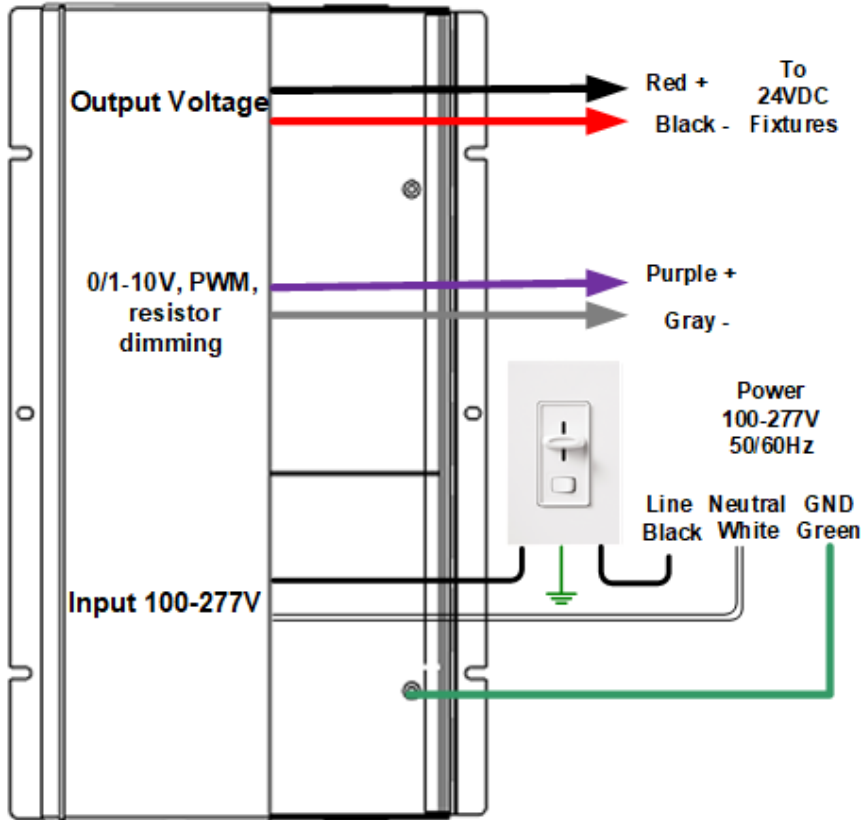 Output Voltage
Red +
Black -
To
24VDC
Fixtures
0/1-10V, PWM,
resistor
dimming
Purple +
Gray -
Power
100-277V
50/60Hz
Line Neutral GND
Black White Green
Input 100-277V